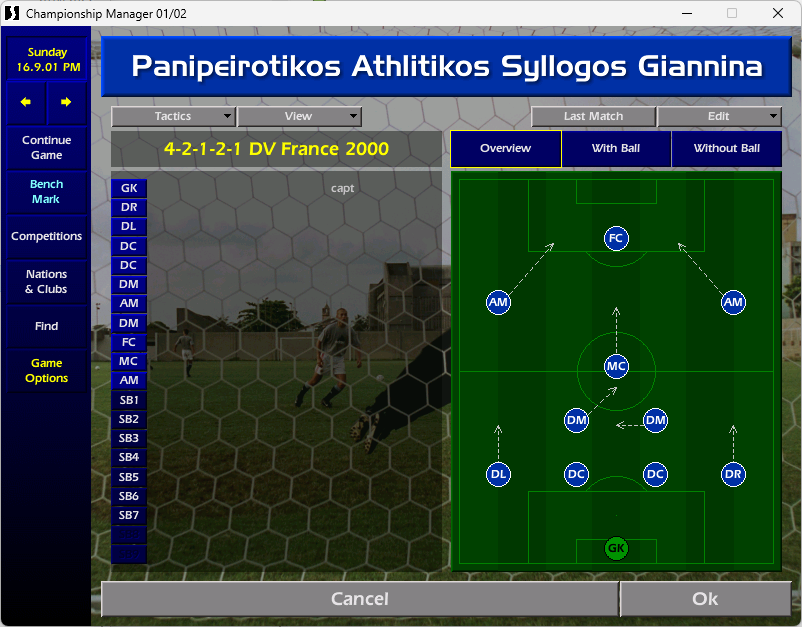 Championship Manager 01/02
Sunday
16.9.01 PM
Continue
Game
Bench
Mark
Competitions
Nations
& Clubs
Find
Game
Options
Panipeirotikos Athlitikos Syllogos Giannina
Tactics
View
Last Match
Edit
4-2-1-2-1 DV France 2000
Overview
With Ball
Without Ball
GK
capt
DR
DL
DC
DC
DM
AM
DM
FC
MC
AM
SB1
SB2
SB3
SB4
SB5
SB6
SB7
FC
AM
AM
MC
DM
DM
DL
DC
DC
DR
GK
Cancel
Ok